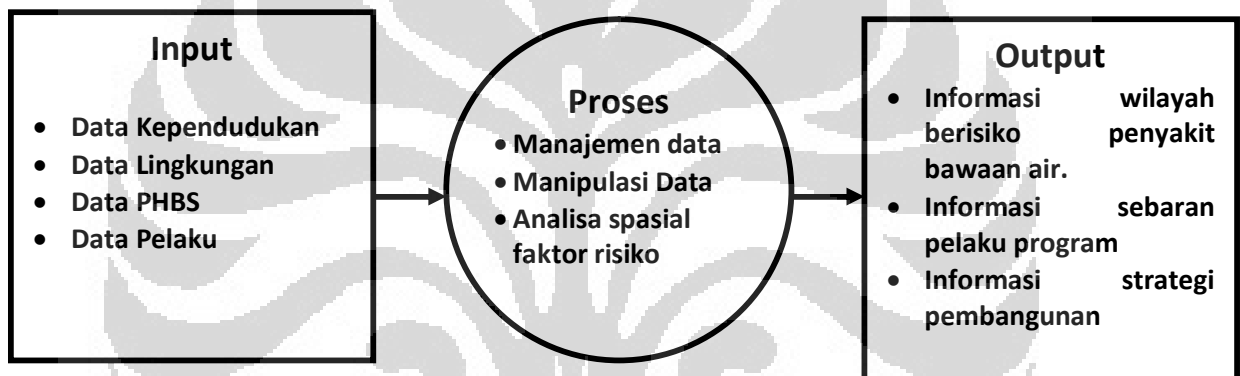 Input
• Data Kependudukan
• Data Lingkungan
• Data PHBS
• Data Pelaku
Proses
• Manajemen data
• Manipulasi Data
• Analisa spasial
faktor risiko
Output
• Informasi wilayah
berisiko penyakit
bawaan air.
• Informasi sebaran
pelaku program
• Informasi strategi
pembangunan